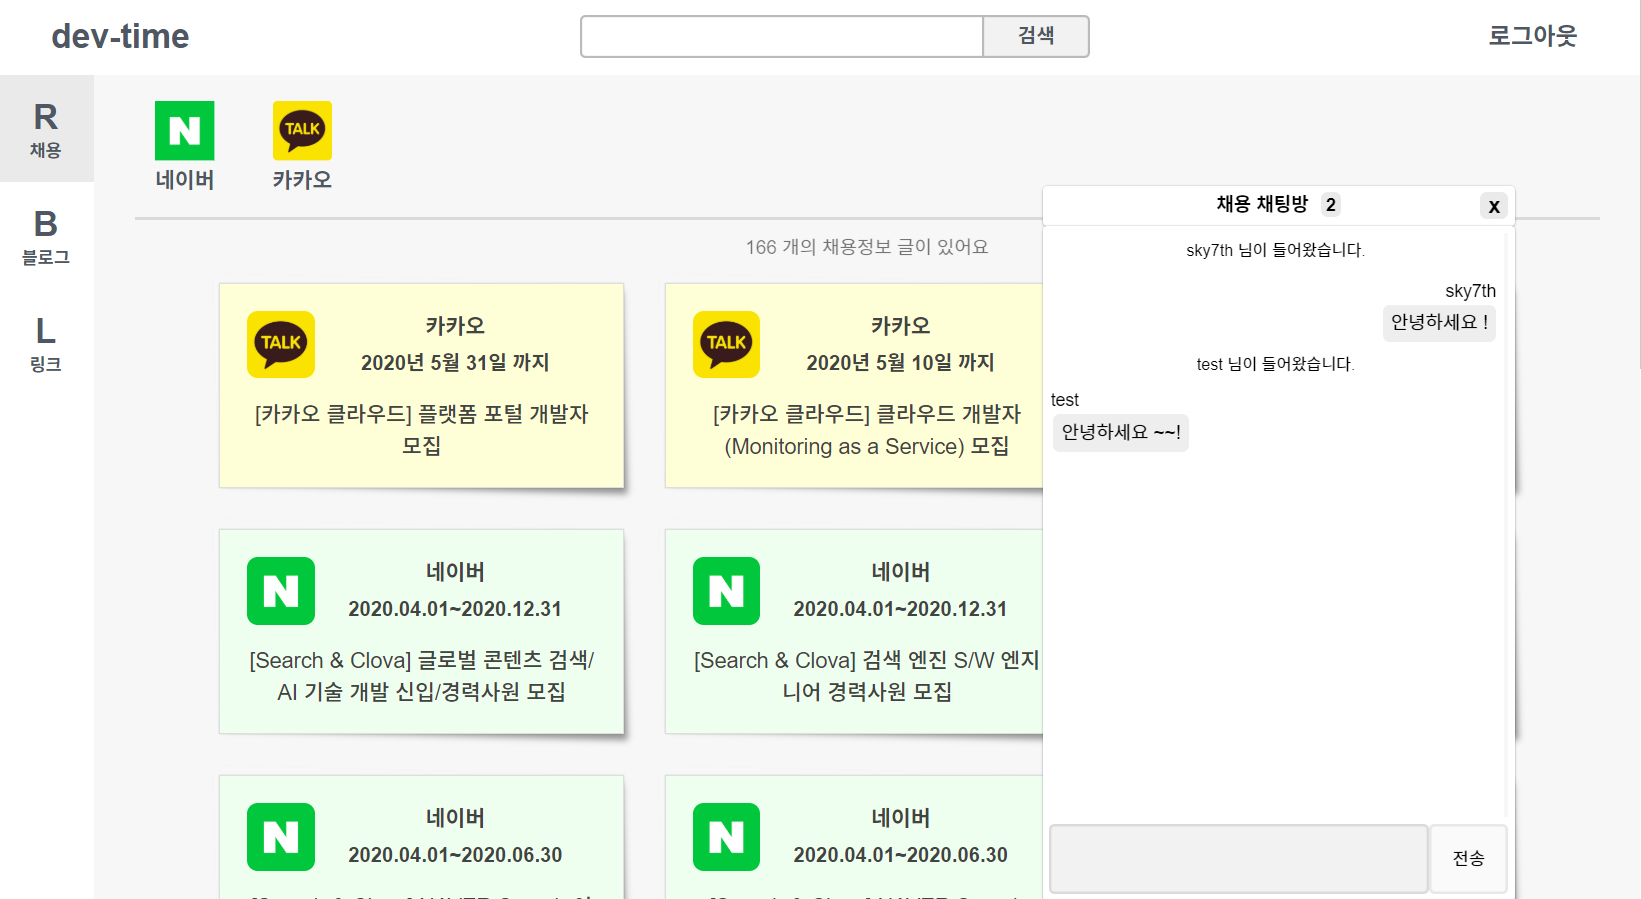 dev-time
검색
로그아웃
R
채용
B
블로그
L
링크
N
네이버
TALK
카카오
166 개의 채용정보 글이 있어요
TALK
카카오
2020년 5월 31일 까지
[카카오 클라우드] 플랫폼 포털 개발자
모집
TALK
카카오
2020년 5월 10일 까지
[카카오 클라우드] 클라우드 개발자
(Monitoring as a Service) 모집
N
네이버
2020.04.01~2020.12.31
[Search & Clova] 글로벌 콘텐츠 검색/
AI 기술 개발 신입/경력사원 모집
N
네이버
2020.04.01~2020.12.31
[Search & Clova] 검색 엔진 S/W 엔지
니어 경력사원 모집
N
네이버
2020.04.01~2020.06.30
N
네이버
2020.04.01~2020.06.30
채용 채팅방 2
x
sky7th 님이 들어왔습니다.
sky7th
안녕하세요 !
test 님이 들어왔습니다.
test
안녕하세요 ~~!
전송